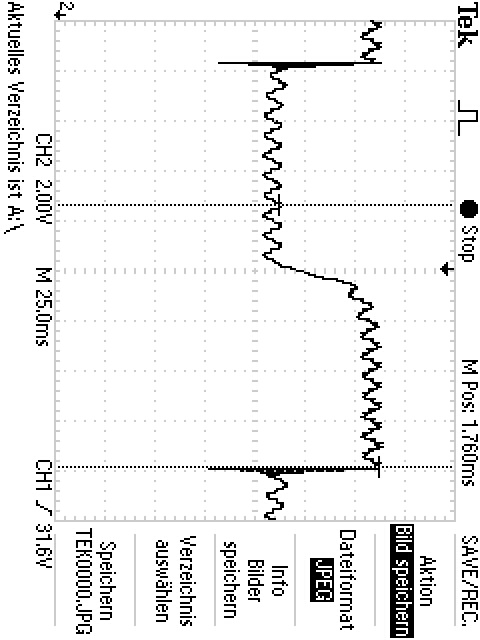 Tek
Stop
M Pos: 1.760ms
SAVE/REC.
Aktion
Bild speichern
Dateiformat
JPEG
Info
Bilder
speichern
Verzeichnis
auswählen
Speichern
TEK0000.JPG
2
CH2 2.00V
M 25.0ms
CH1 / 31.6V
Aktuelles Verzeichnis ist A:\